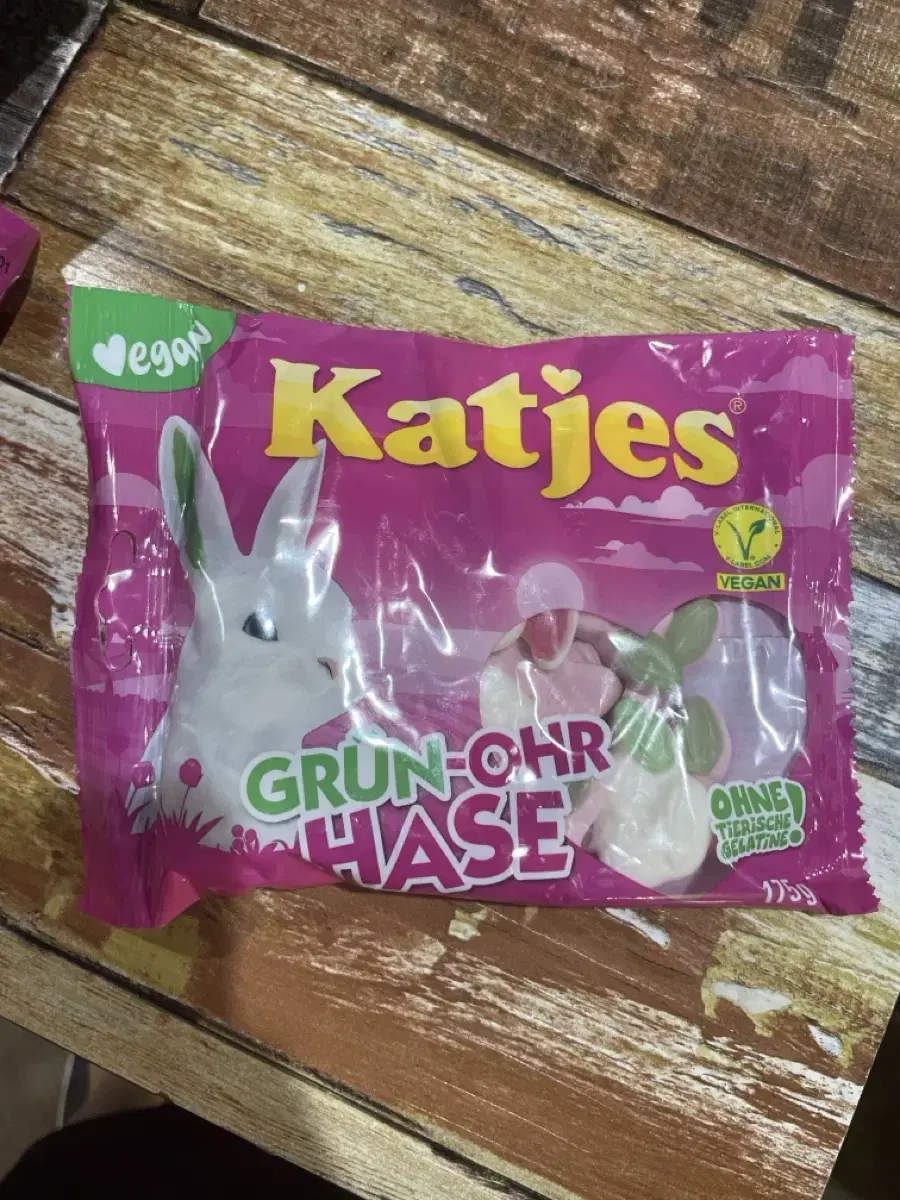 Vegan
Katjes®
V-LABEL INTERNATIONAL
V-LABEL.COM
VEGAN
GRÜN-OHR
HASE
OHNE
TIERISCHE
GELATINE!
175g